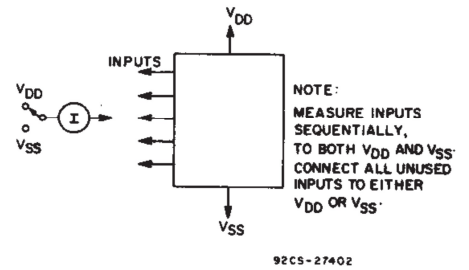 VDD
INPUTS
VDD
I
VSS
NOTE:
MEASURE INPUTS
SEQUENTIALLY,
TO BOTH VDD AND VSS.
CONNECT ALL UNUSED
INPUTS TO EITHER
VDD OR VSS.
VSS
92CS-27402